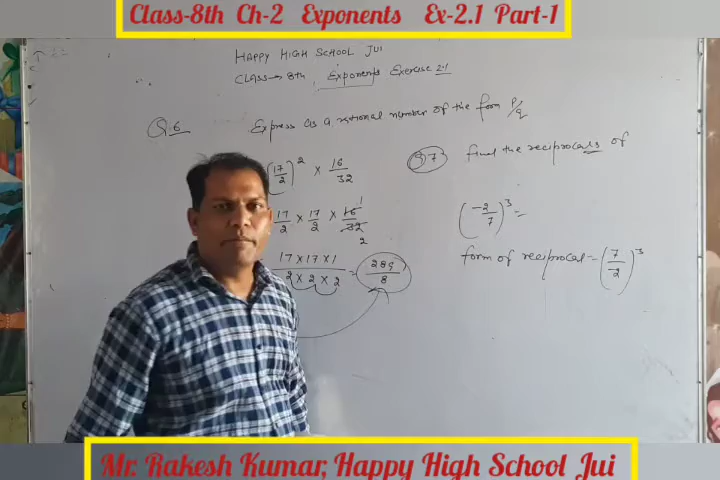 Class-8th Ch-2 Exponents Ex-2.1 Part-1
HAPPY HIGH SCHOOL JUI
CLASS→ 8th, Exponents Exercise 2.1
Q.6 Express as a rational number of the form P/q
(17/2)² × 16/32
17/2 × 17/2 × 16/32 1 2
17×17×1 / 2×2×2 = 289/8
Q.7 find the reciprocals of
(-2/7)³=
form of reciprocal = (7/-2)³
Mr. Rakesh Kumar, Happy High School Jui